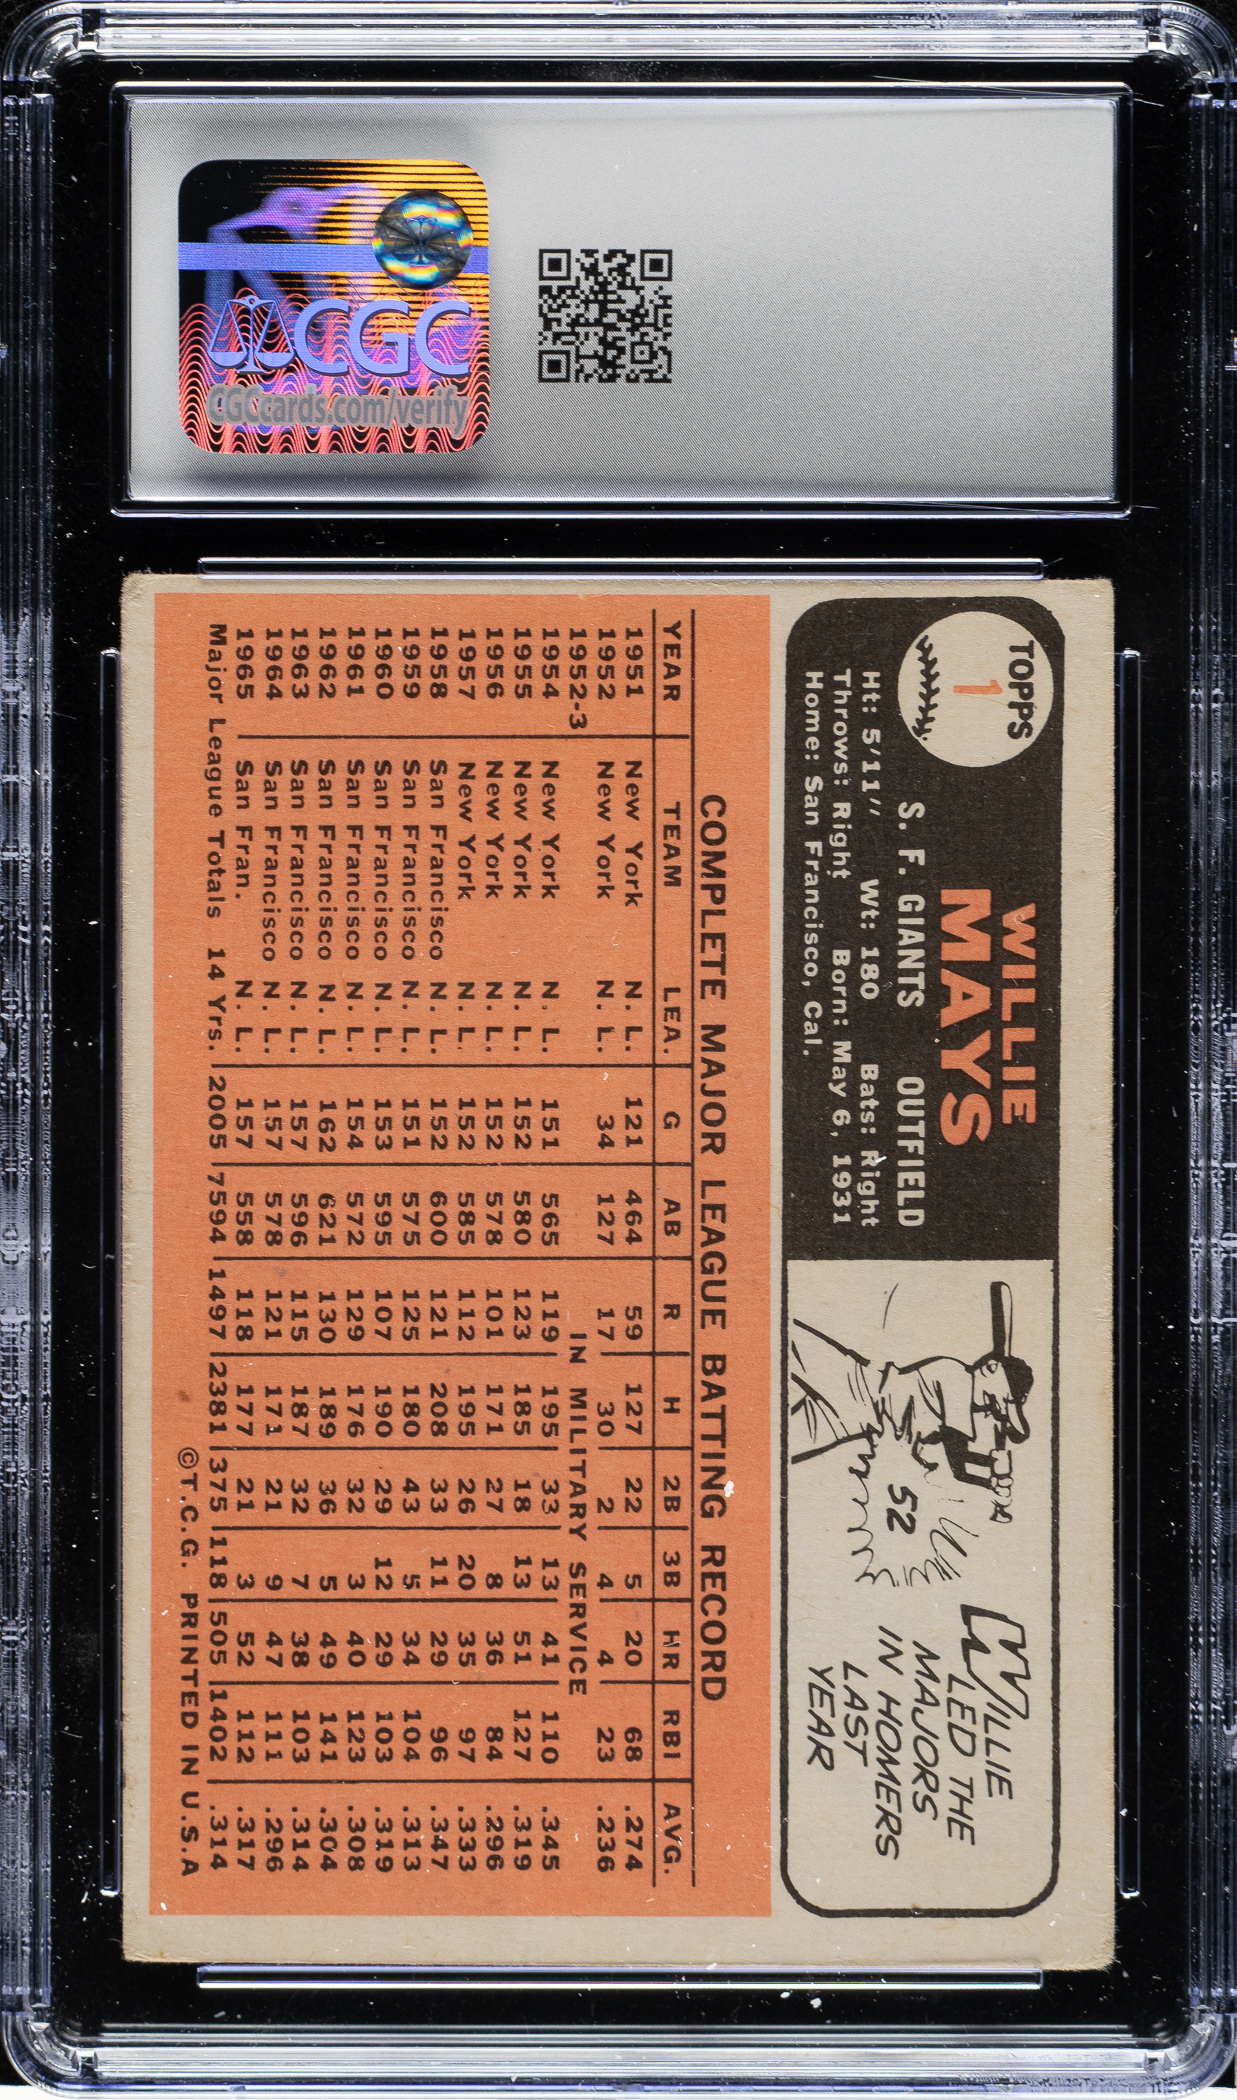 CGC
CGCcards.com/verify
TOPPS
1
WILLIE
MAYS
S. F. GIANTS OUTFIELD
Ht: 5'11″ Wt: 180 Bats: Right
Throws: Right Born: May 6, 1931
Home: San Francisco, Cal.
52
WILLIE
LED THE
MAJORS
IN HOMERS
LAST
YEAR
COMPLETE MAJOR LEAGUE BATTING RECORD
YEAR TEAM LEA. G AB R H 2B 3B HR RBI AVG.
1951 New York N. L. 121 464 59 127 22 5 20 68 .274
1952 New York N. L. 34 127 17 30 2 4 4 23 .236
1952-3 IN MILITARY SERVICE
1954 New York N. L. 151 565 119 195 33 13 41 110 .345
1955 New York N. L. 152 580 123 185 18 13 51 127 .319
1956 New York N. L. 152 578 101 171 27 8 36 84 .296
1957 New York N. L. 152 585 112 195 26 20 35 97 .333
1958 San Francisco N. L. 152 600 121 208 33 11 29 96 .347
1959 San Francisco N. L. 151 575 125 180 43 5 34 104 .313
1960 San Francisco N. L. 153 595 107 190 29 12 29 103 .319
1961 San Francisco N. L. 154 572 129 176 32 3 40 123 .308
1962 San Francisco N. L. 162 621 130 189 36 5 49 141 .304
1963 San Francisco N. L. 157 596 115 187 32 7 38 103 .314
1964 San Francisco N. L. 157 578 121 171 21 9 47 111 .296
1965 San Fran. N. L. 157 558 118 177 21 3 52 112 .317
Major League Totals 14 Yrs. 2005 7594 1497 2381 375 118 505 1402 .314
©T.C.G. PRINTED IN U.S.A